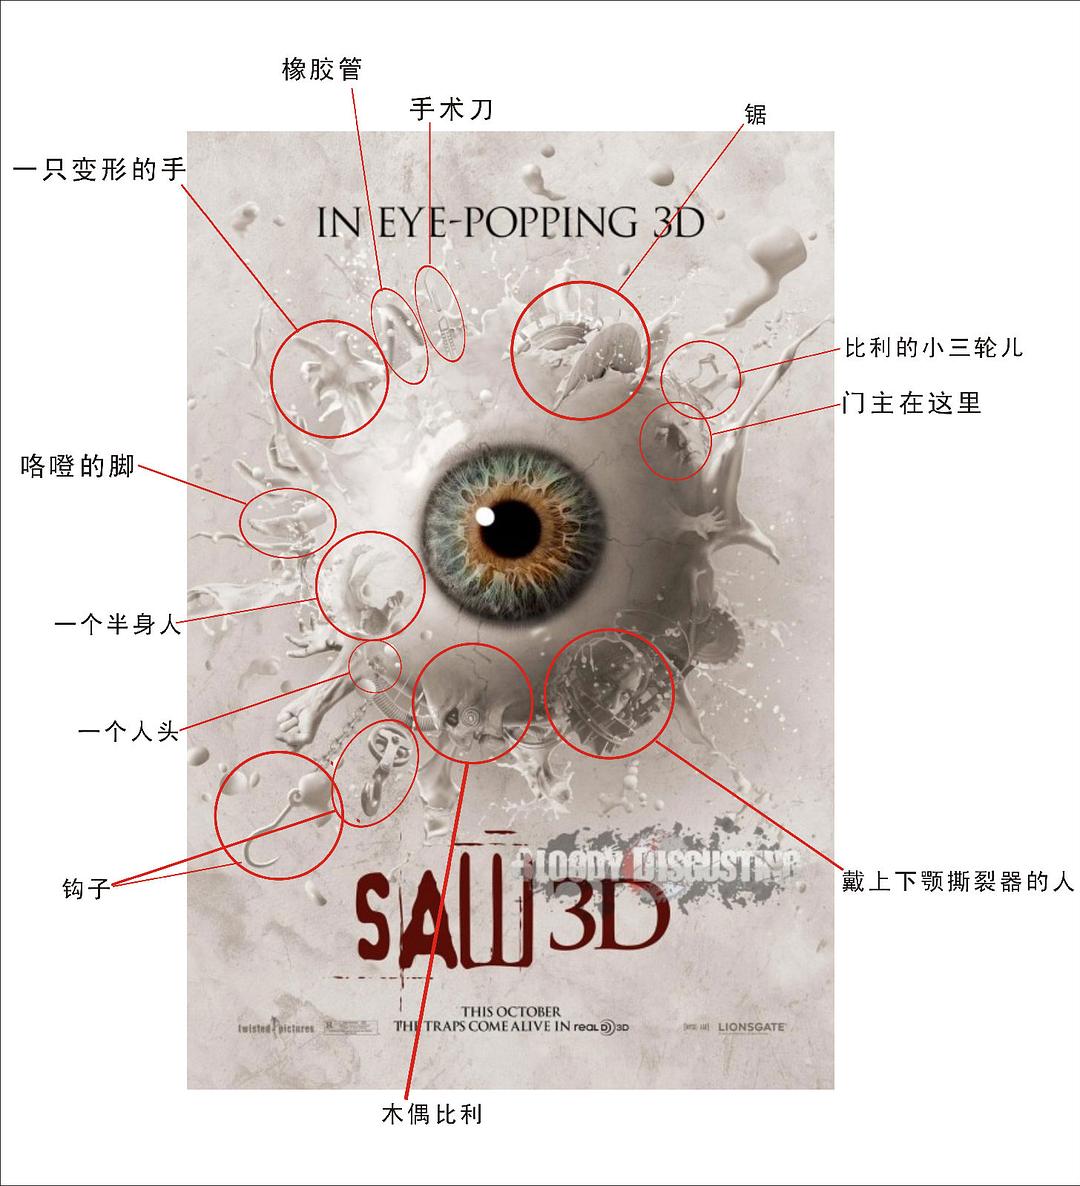 橡胶管
手术刀
锯
一只变形的手
IN EYE-POPPING 3D
比利的小三轮儿
门主在这里
咯噔的脚
一个半身人
一个人头
钩子
BLOODY DISGUSTING
戴上下颚撕裂器的人
SAW 3D
THIS OCTOBER
THE TRAPS COME ALIVE IN REAL D 3D
twisted pictures
R
LIONSGATE
木偶比利